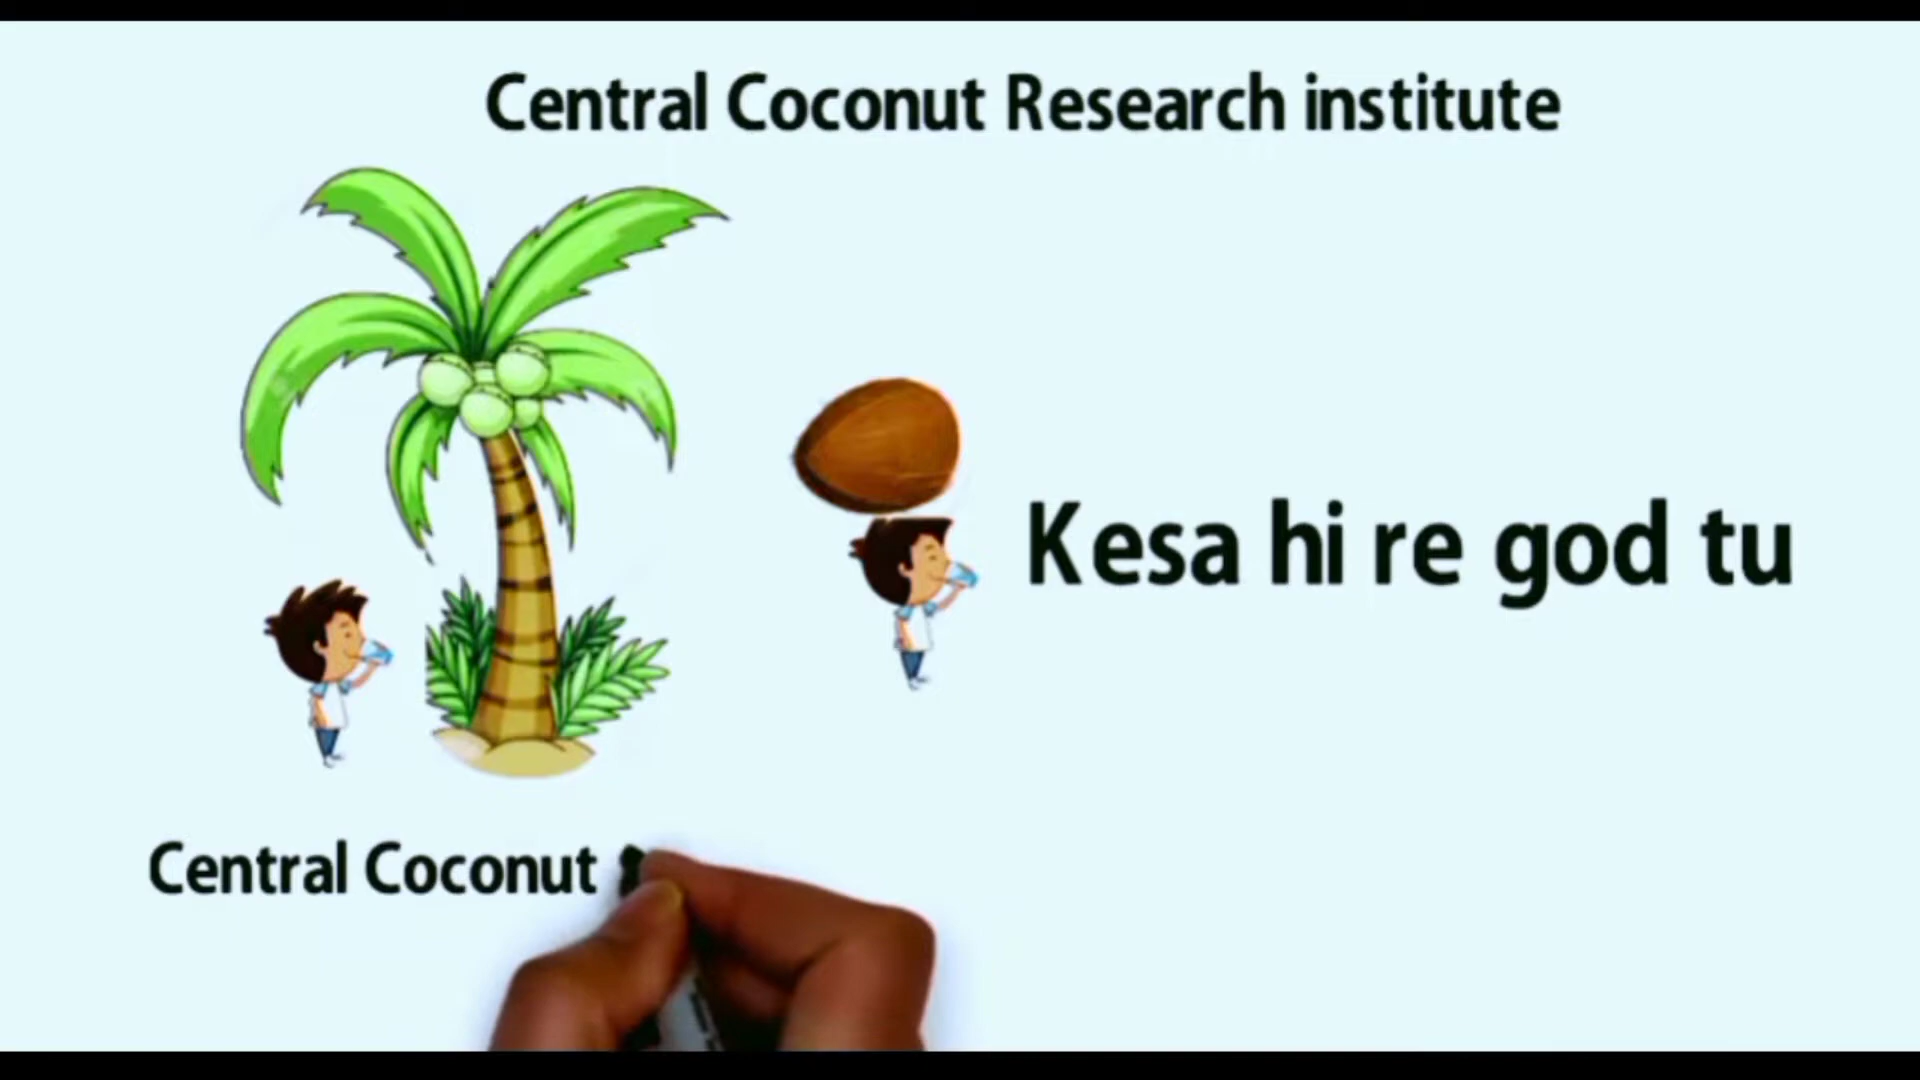 Central Coconut Research institute
Kesa hi re god tu
Central Coconut